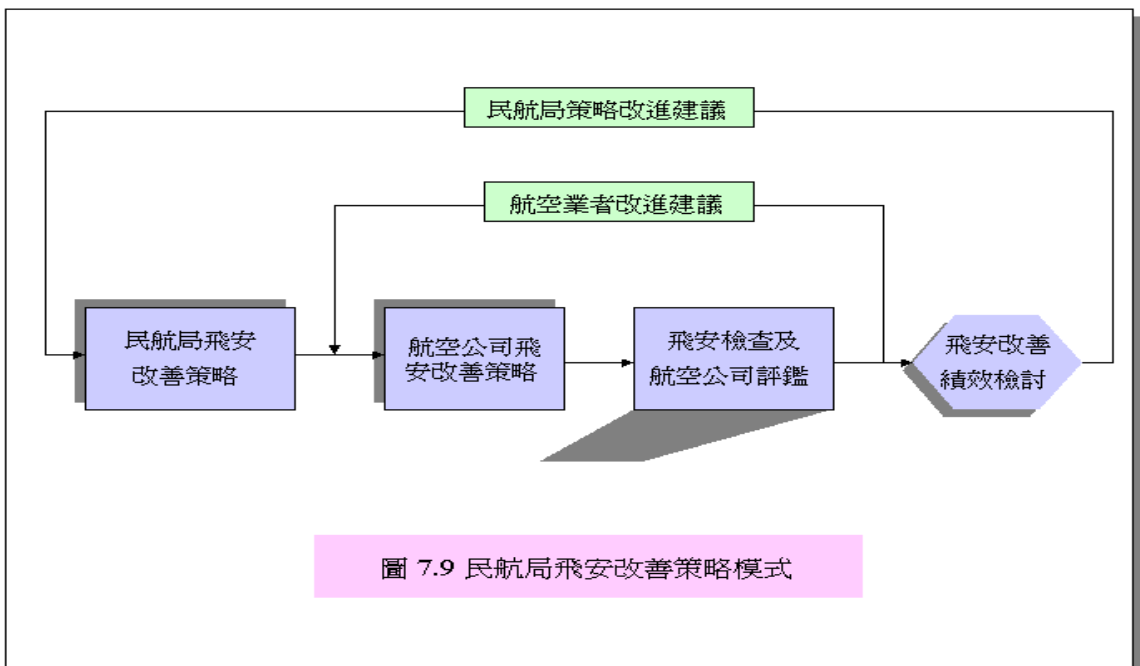 民航局策略改進建議
航空業者改進建議
民航局飛安
改善策略
航空公司飛
安改善策略
飛安檢查及
航空公司評鑑
飛安改善
績效檢討
圖 7.9 民航局飛安改善策略模式